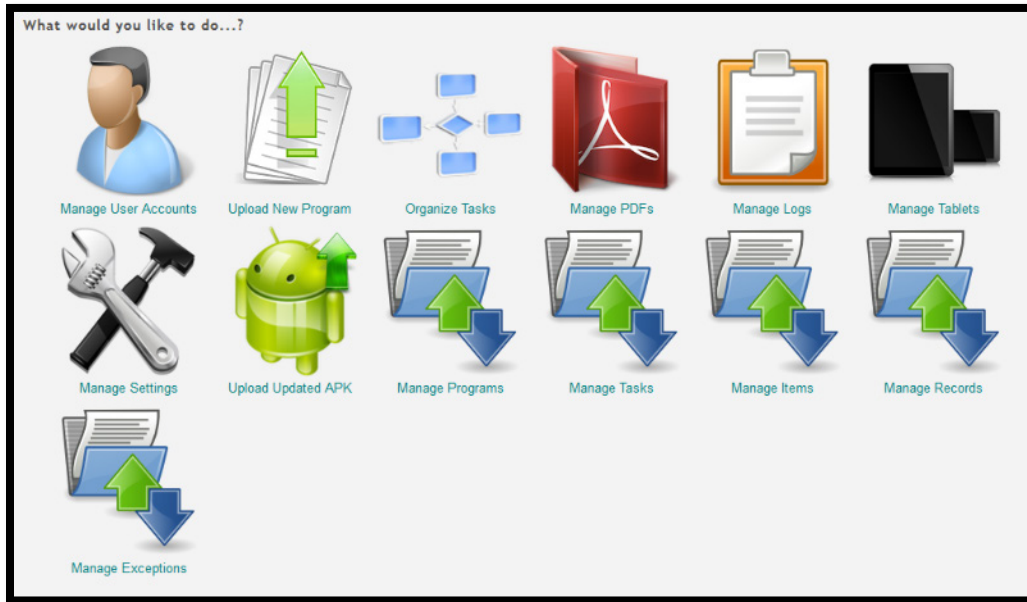 What would you like to do...?
Manage User Accounts
Upload New Program
Organize Tasks
Manage PDFs
Manage Logs
Manage Tablets
Manage Settings
Upload Updated APK
Manage Programs
Manage Tasks
Manage Items
Manage Records
Manage Exceptions